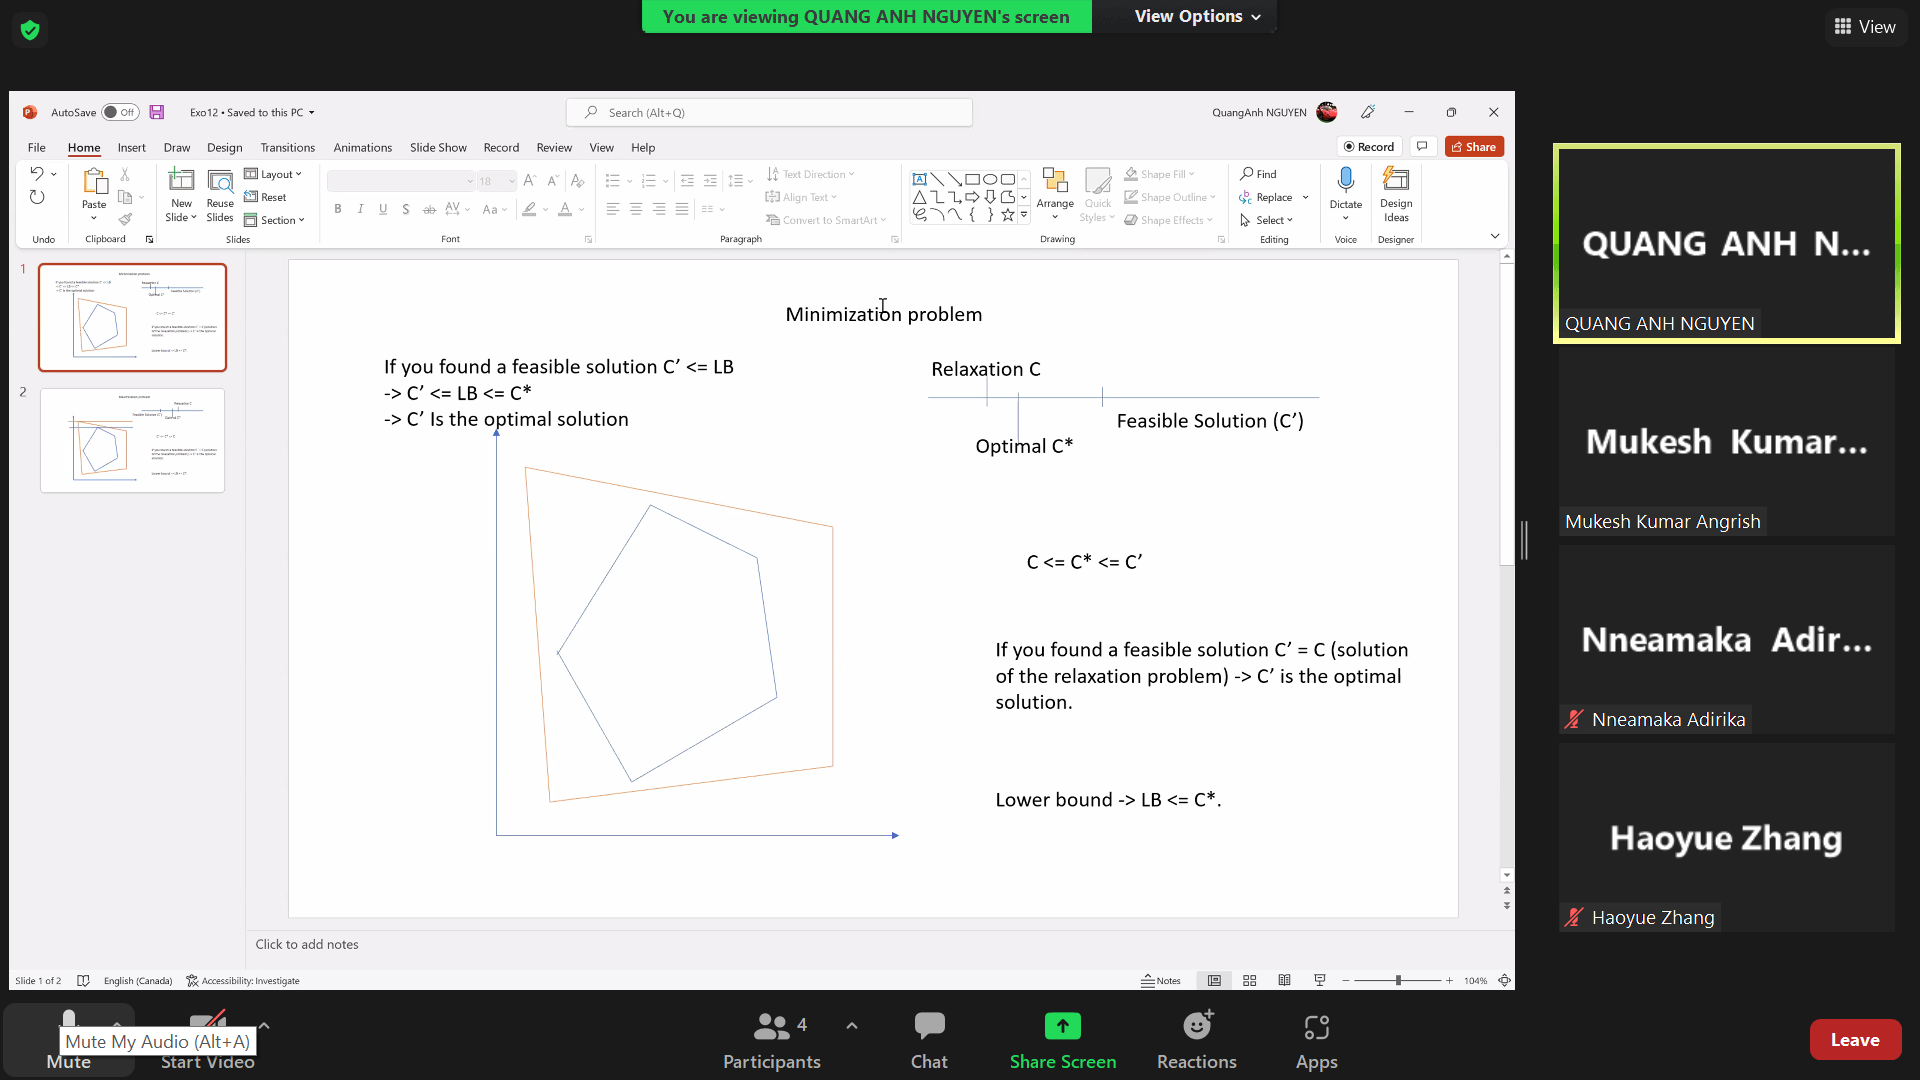 You are viewing QUANG ANH NGUYEN's screen
View Options
View
AutoSave Off
Exo12 • Saved to this PC
Search (Alt+Q)
QuangAnh NGUYEN
File Home Insert Draw Design Transitions Animations Slide Show Record Review View Help
Record
Share
Paste
New Slide
Reuse Slides
Layout
Reset
Section
18
Text Direction
Align Text
Convert to SmartArt
Arrange
Quick Styles
Shape Fill
Shape Outline
Shape Effects
Find
Replace
Select
Dictate
Design Ideas
Undo Clipboard Slides Font Paragraph Drawing Editing Voice Designer
1
2
Minimization problem
If you found a feasible solution C’ <= LB
-> C’ <= LB <= C*
-> C’ Is the optimal solution
Relaxation C
Feasible Solution (C’)
Optimal C*
C <= C* <= C’
If you found a feasible solution C’ = C (solution
of the relaxation problem) -> C’ is the optimal
solution.
Lower bound -> LB <= C*.
Click to add notes
Slide 1 of 2
English (Canada)
Accessibility: Investigate
Notes
104%
QUANG ANH N...
QUANG ANH NGUYEN
Mukesh Kumar...
Mukesh Kumar Angrish
Nneamaka Adir...
Nneamaka Adirika
Haoyue Zhang
Haoyue Zhang
Mute My Audio (Alt+A)
Mute
Start Video
4
Participants
Chat
Share Screen
Reactions
Apps
Leave